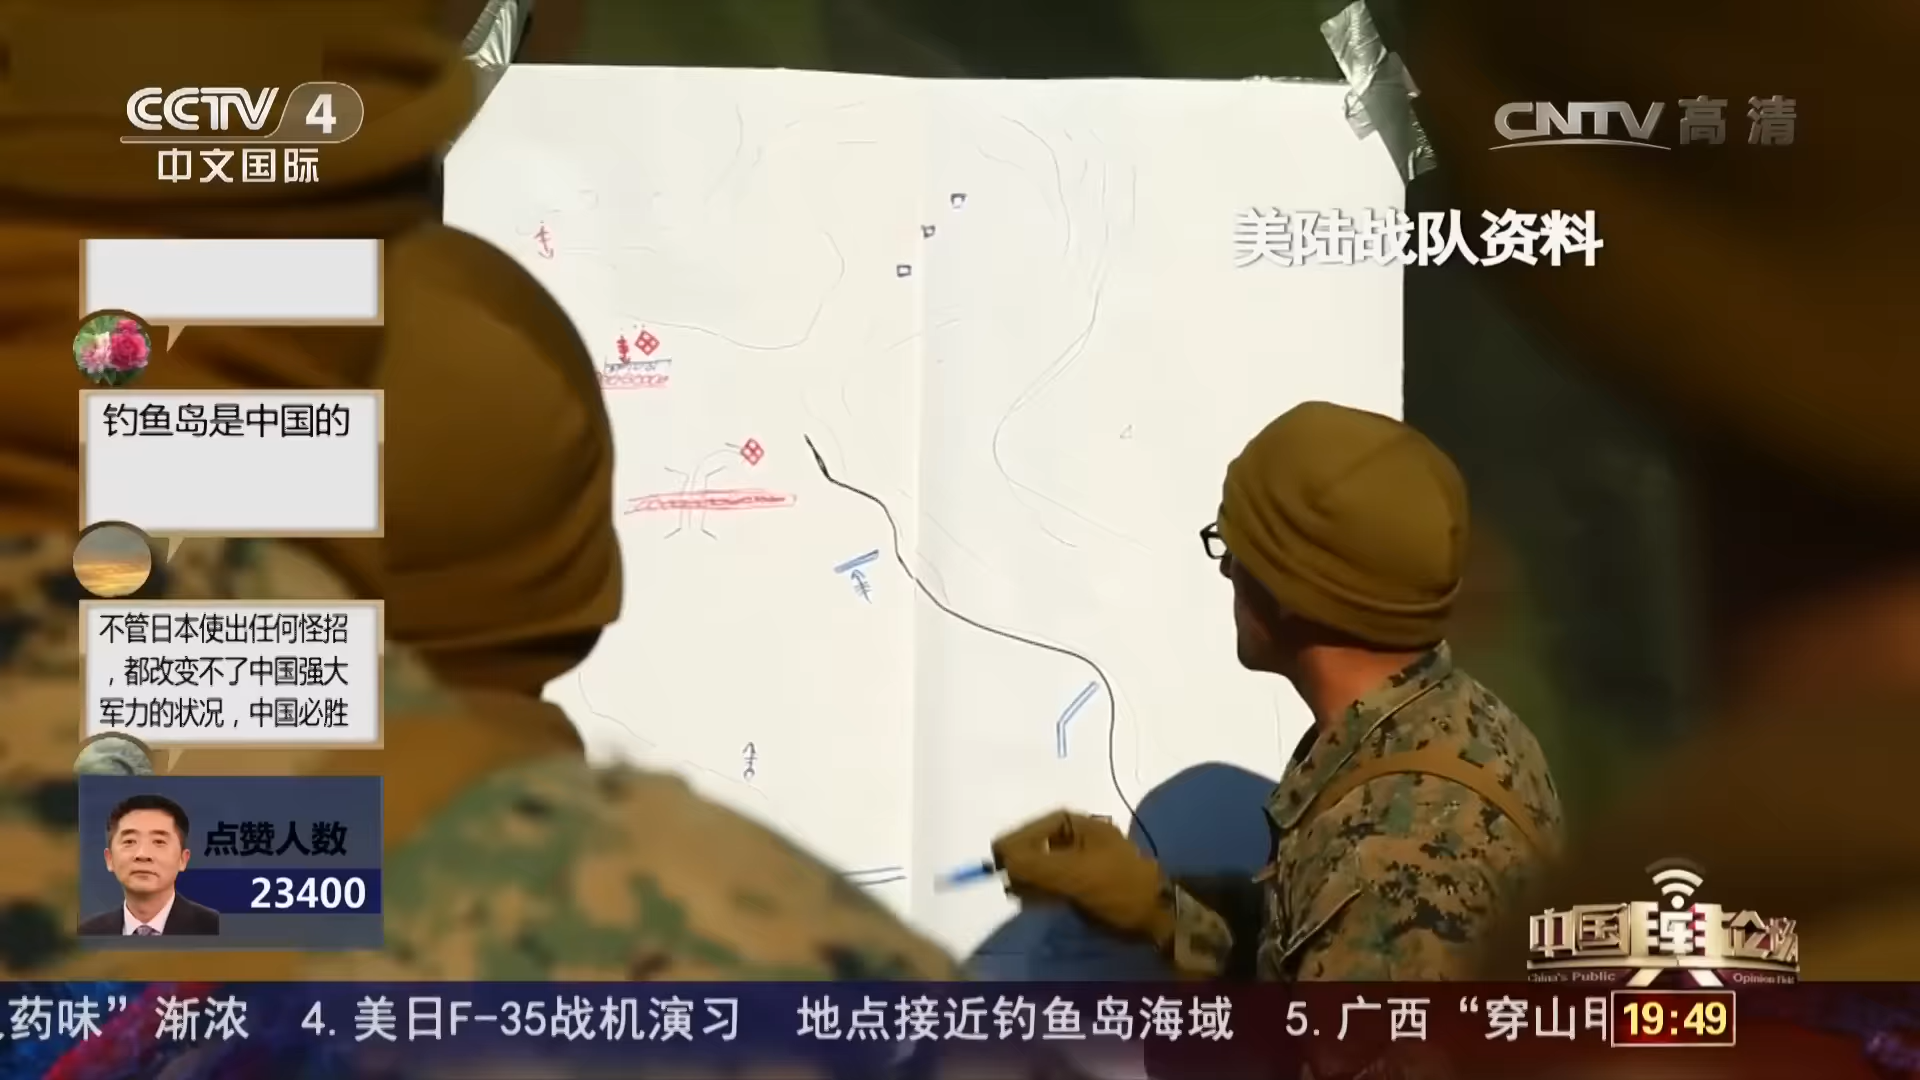 CCTV 4
中文国际
CNTV 高清
美陆战队资料
钓鱼岛是中国的
不管日本使出任何怪招
，都改变不了中国强大
军力的状况，中国必胜
点赞人数
23400
中国舆论场
China's Public Opinion Field
药味”渐浓 4.美日F-35战机演习 地点接近钓鱼岛海域 5.广西“穿山甲
19:49